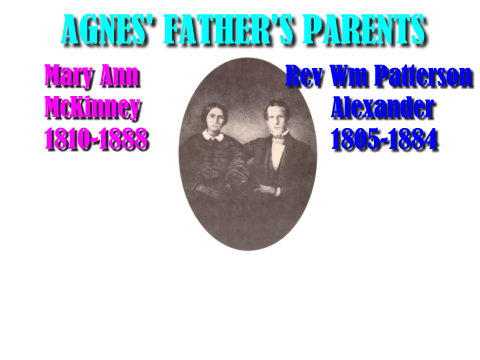 AGNES' FATHER'S PARENTS
Mary Ann
McKinney
1810-1888
Rev Wm Patterson
Alexander
1805-1884